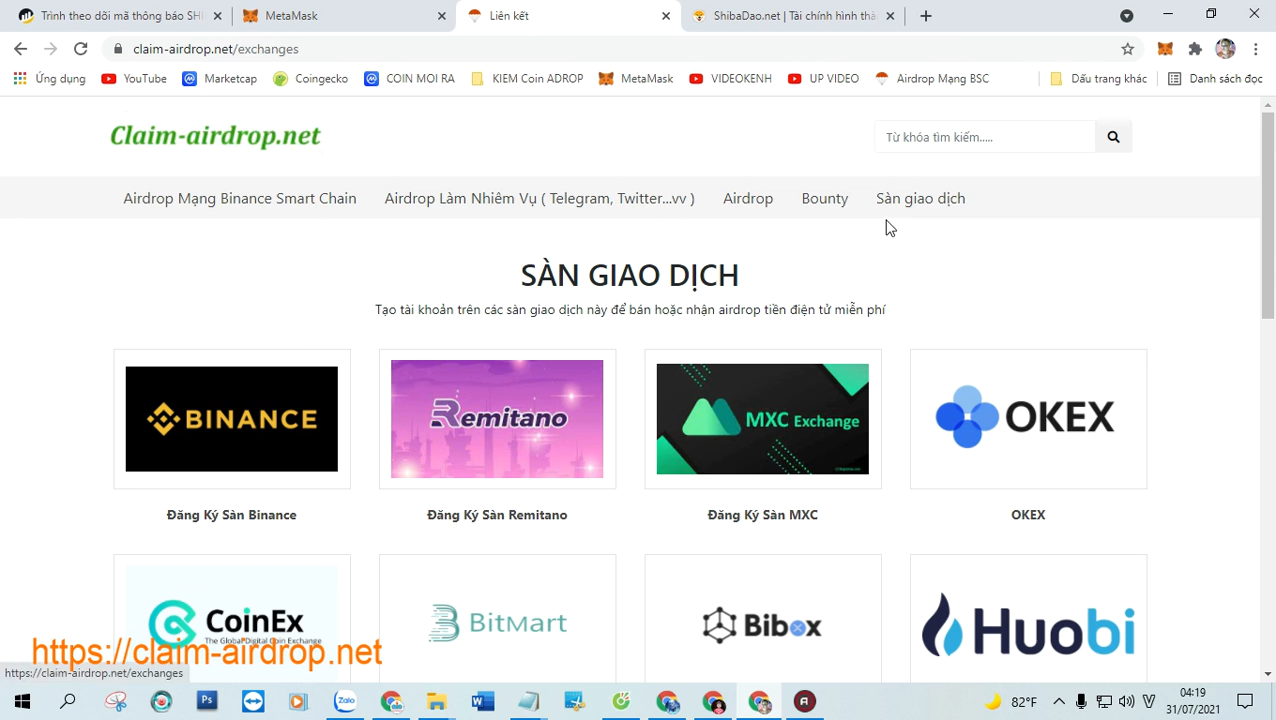 Trình theo dõi mã thông báo SHI
MetaMask
Liên kết
ShibaDao.net | Tài chính hình thà
claim-airdrop.net/exchanges
Ứng dụng
YouTube
Marketcap
Coingecko
COIN MOI RA
KIEM Coin ADROP
MetaMask
VIDEOKENH
UP VIDEO
Airdrop Mạng BSC
Dấu trang khác
Danh sách đọc
Claim-airdrop.net
Từ khóa tìm kiếm.....
Airdrop Mạng Binance Smart Chain
Airdrop Làm Nhiêm Vụ ( Telegram, Twitter...vv )
Airdrop
Bounty
Sàn giao dịch
SÀN GIAO DỊCH
Tạo tài khoản trên các sàn giao dịch này để bán hoặc nhận airdrop tiền điện tử miễn phí
BINANCE
Remitano
MXC Exchange
OKEX
Đăng Ký Sàn Binance
Đăng Ký Sàn Remitano
Đăng Ký Sàn MXC
OKEX
CoinEx
The Global Digital Coin Exchange
BitMart
Bibox
Huobi
https://claim-airdrop.net
https://claim-airdrop.net/exchanges
Ps
Zalo
82°F
04:19
31/07/2021